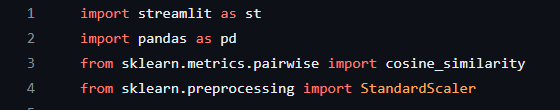 1 import streamlit as st
2 import pandas as pd
3 from sklearn.metrics.pairwise import cosine_similarity
4 from sklearn.preprocessing import StandardScaler